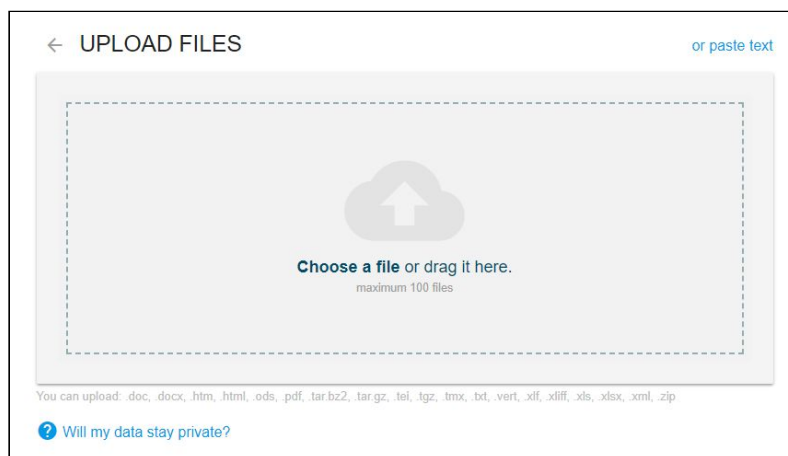 ← UPLOAD FILES
or paste text
Choose a file or drag it here.
maximum 100 files
You can upload: .doc, .docx, .htm, .html, .ods, .pdf, .tar.bz2, .tar.gz, .tei, .tgz, .tmx, .txt, .vert, .xlf, .xliff, .xls, .xlsx, .xml, .zip
? Will my data stay private?